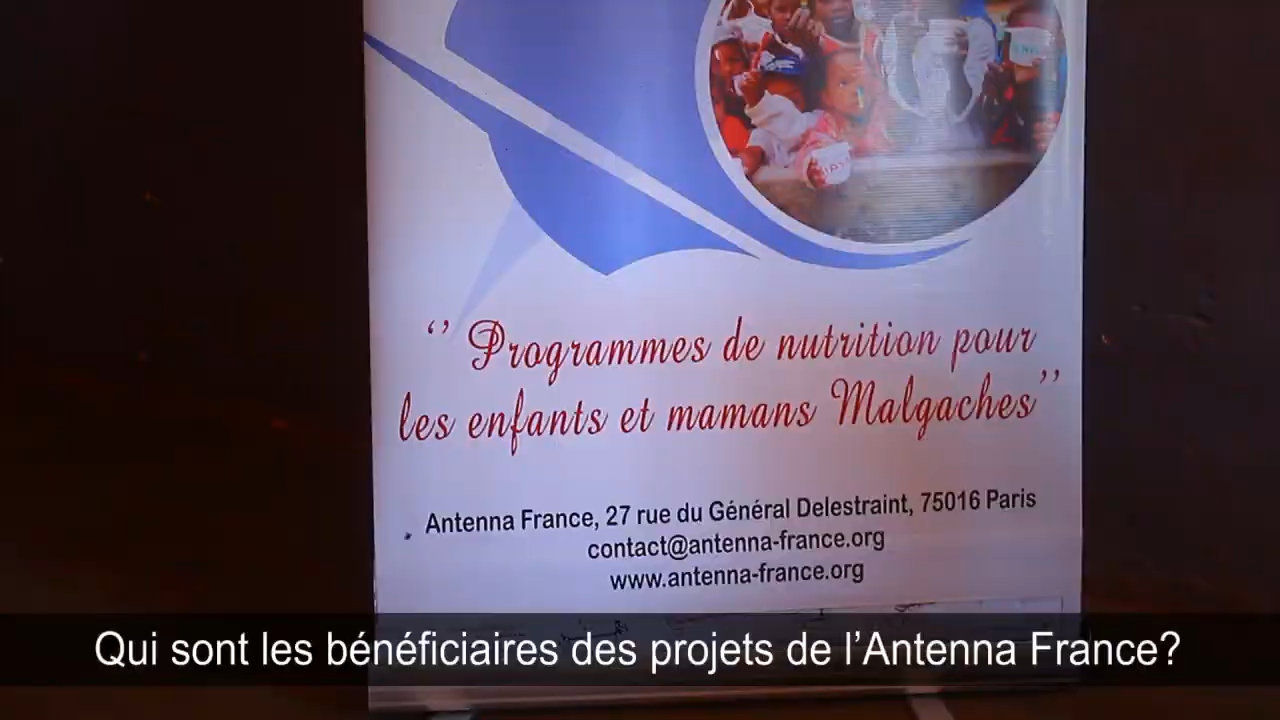 ‘’ Programmes de nutrition pour
les enfants et mamans Malgaches’’
Antenna France, 27 rue du Général Delestraint, 75016 Paris
contact@antenna-france.org
www.antenna-france.org
Qui sont les bénéficiaires des projets de l’Antenna France?